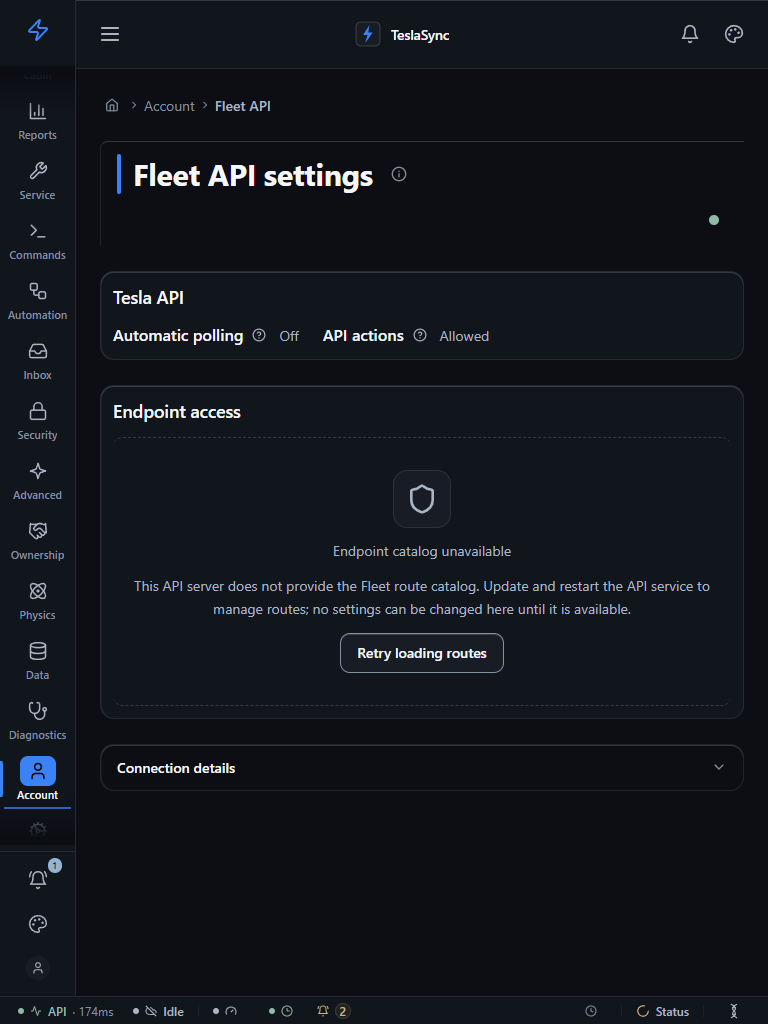 TeslaSync
Account
Fleet API
Reports
Service
Commands
Automation
Inbox
Security
Advanced
Ownership
Physics
Data
Diagnostics
Account
1
Fleet API settings
Tesla API
Automatic polling
Off
API actions
Allowed
Endpoint access
Endpoint catalog unavailable
This API server does not provide the Fleet route catalog. Update and restart the API service to
manage routes; no settings can be changed here until it is available.
Retry loading routes
Connection details
API · 174ms
Idle
2
Status